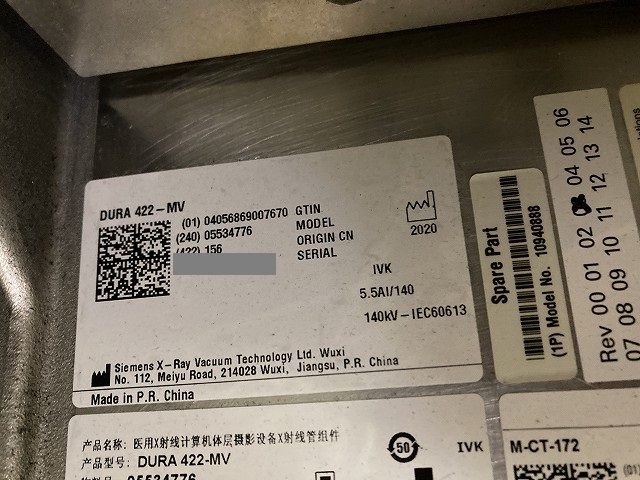 DURA 422-MV
(01) 04056869007670 GTIN
(240) 05534776 MODEL
(422) 156 ORIGIN CN
SERIAL
2020
IVK
5.5AI/140
140kV-IEC60613
Siemens X-Ray Vacuum Technology Ltd. Wuxi
No. 112, Meiyu Road, 214028 Wuxi, Jiangsu, P.R. China
Made in P.R. China
Spare Part
(1P) Model No. 10940888
Rev 00 01 02 04 05 06
07 08 09 10 11 12 13 14
产品名称: 医用X射线计算机体层摄影设备X射线管组件
产品型号: DURA 422-MV
05534776
50
IVK
M-CT-172
(01)